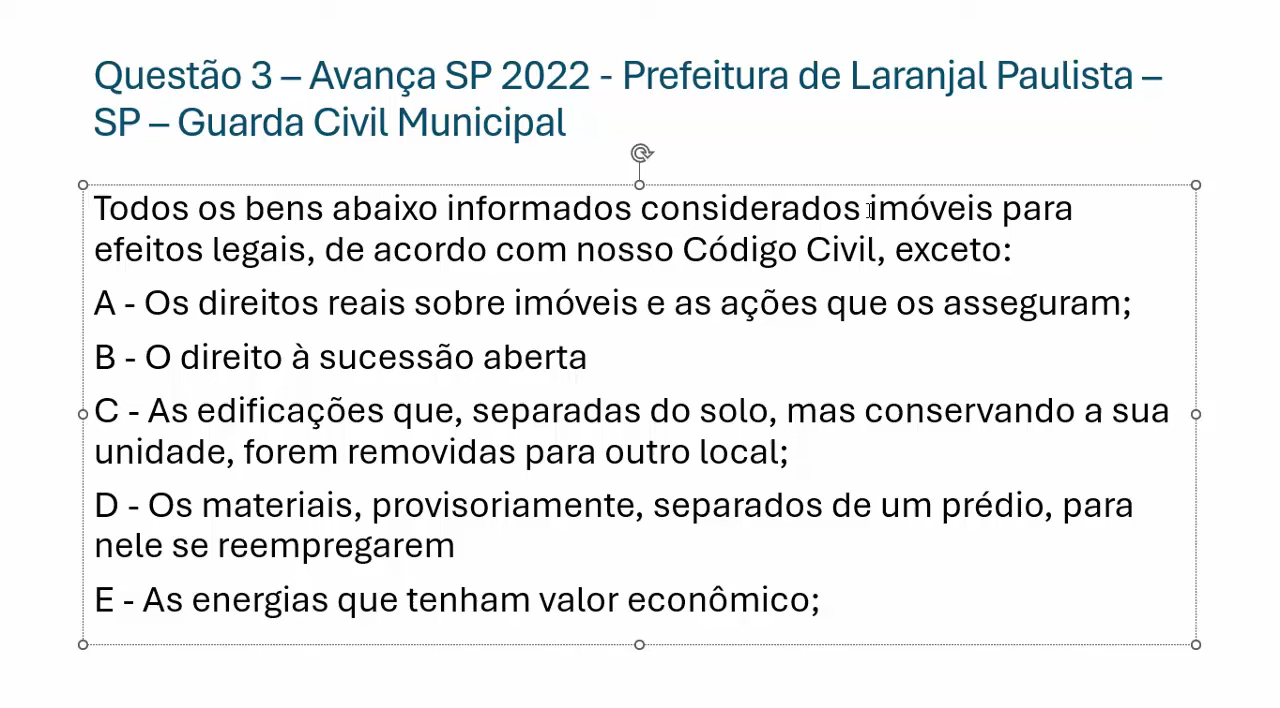 Questão 3 – Avança SP 2022 - Prefeitura de Laranjal Paulista –
SP – Guarda Civil Municipal
Todos os bens abaixo informados considerados imóveis para
efeitos legais, de acordo com nosso Código Civil, exceto:
A - Os direitos reais sobre imóveis e as ações que os asseguram;
B - O direito à sucessão aberta
C - As edificações que, separadas do solo, mas conservando a sua
unidade, forem removidas para outro local;
D - Os materiais, provisoriamente, separados de um prédio, para
nele se reempregarem
E - As energias que tenham valor econômico;